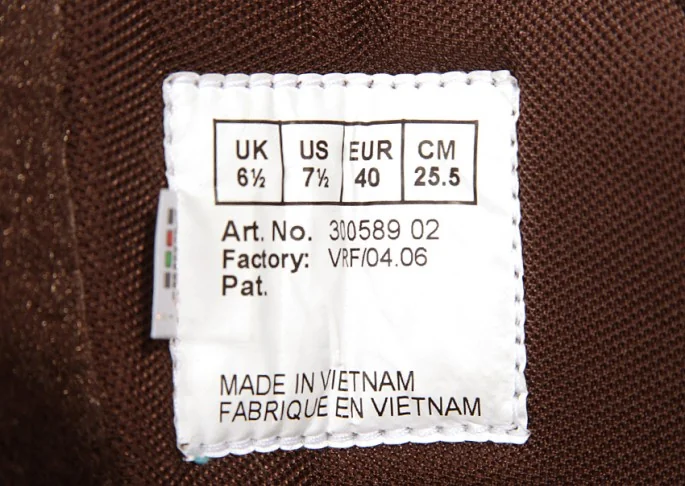 UK US EUR CM
6½ 7½ 40 25.5
Art. No. 300589 02
Factory: VRF/04.06
Pat.
MADE IN VIETNAM
FABRIQUE EN VIETNAM